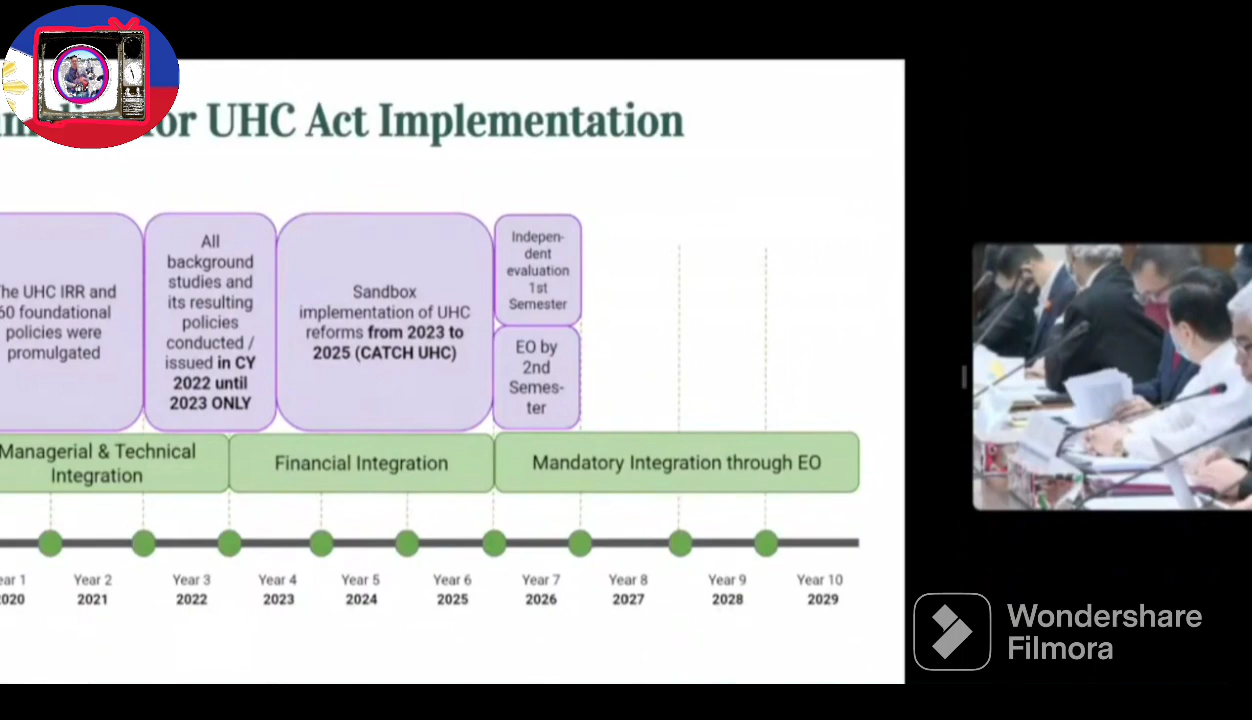 or UHC Act Implementation
he UHC IRR and
60 foundational
policies were
promulgated
All
background
studies and
its resulting
policies
conducted /
issued in CY
2022 until
2023 ONLY
Sandbox
implementation of UHC
reforms from 2023 to
2025 (CATCH UHC)
Indepen-
dent
evaluation
1st
Semester
EO by
2nd
Semes-
ter
Managerial & Technical
Integration
Financial Integration
Mandatory Integration through EO
ear 1 Year 2 Year 3 Year 4 Year 5 Year 6 Year 7 Year 8 Year 9 Year 10
2020 2021 2022 2023 2024 2025 2026 2027 2028 2029
Wondershare
Filmora